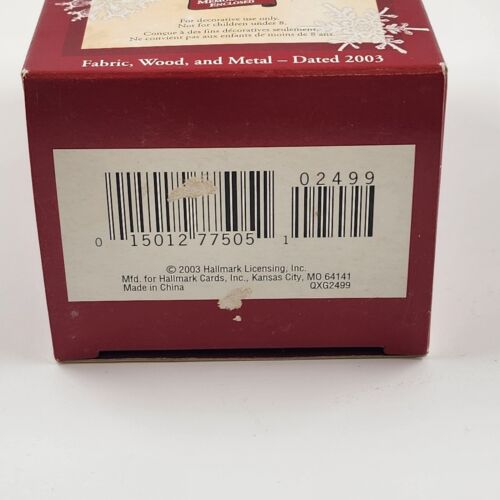 ENCLOSED
For decorative use only.
Not for children under 8.
Conçue à des fins décoratives seulement.
Ne convient pas aux enfants de moins de 8 ans.
Fabric, Wood, and Metal – Dated 2003
02499
0 15012 77505 1
© 2003 Hallmark Licensing, Inc.
Mfd. for Hallmark Cards, Inc., Kansas City, MO 64141
Made in China QXG2499